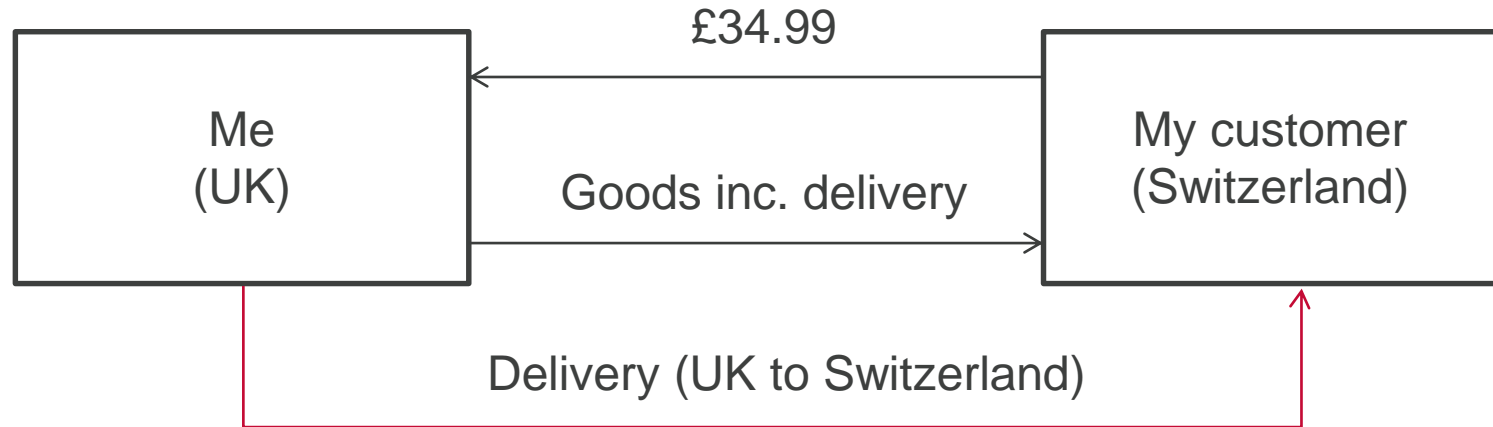 £34.99
Me
(UK)
My customer
(Switzerland)
Goods inc. delivery
Delivery (UK to Switzerland)